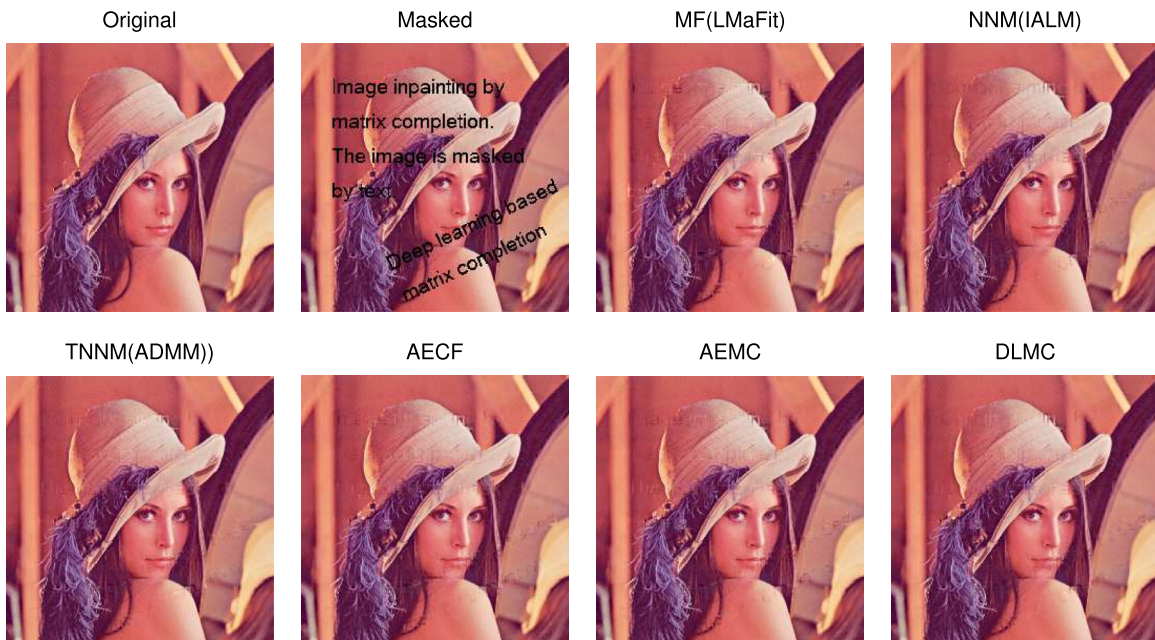 Original
Masked
MF(LMaFit)
NNM(IALM)
Image inpainting by
matrix completion.
The image is masked
by text.
Deep learning based
matrix completion
TNNM(ADMM))
AECF
AEMC
DLMC